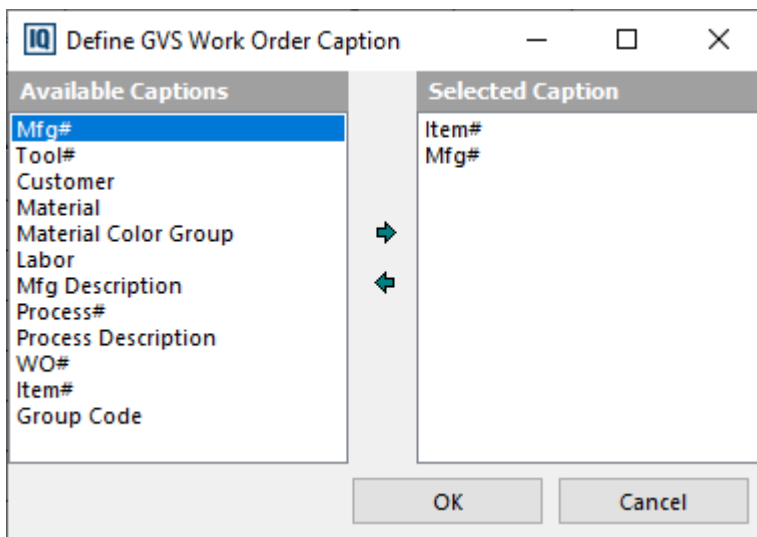 IQ Define GVS Work Order Caption
Available Captions
Mfg#
Tool#
Customer
Material
Material Color Group
Labor
Mfg Description
Process#
Process Description
WO#
Item#
Group Code
Selected Caption
Item#
Mfg#
OK
Cancel